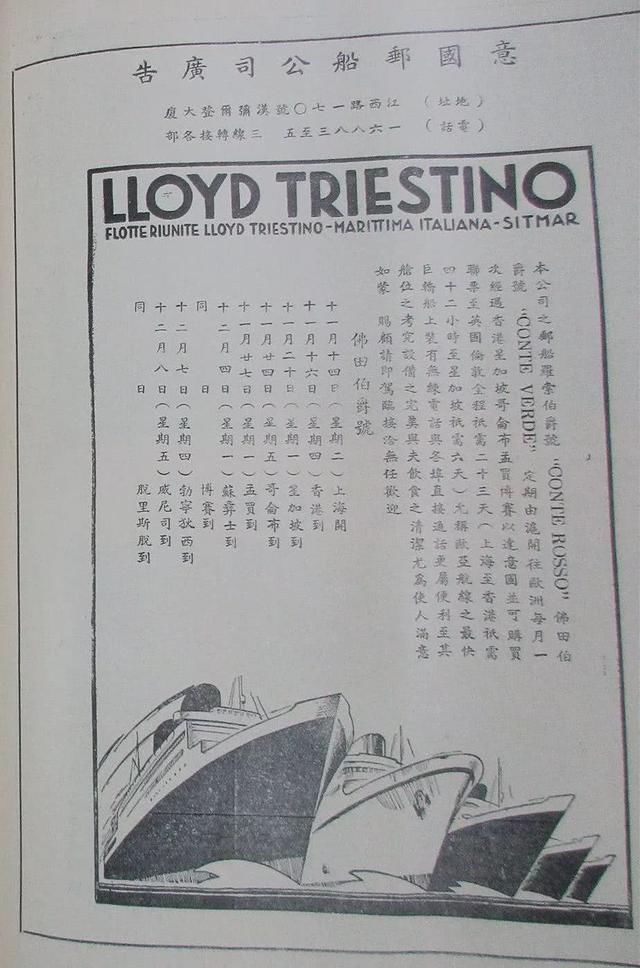 意國郵船公司廣告
(地址) 江西路一七〇號漢彌爾登大廈
(電話) 一六八八三至五 三線轉接各部
LLOYD TRIESTINO
FLOTTE RIUNITE LLOYD TRIESTINO-MARITTIMA ITALIANA-SITMAR
本公司之郵船羅索伯爵號 "CONTE ROSSO" 佛田伯
爵號 "CONTE VERDE" 定期由滬開往歐洲每月一
次經過香港星加坡哥侖布孟買博賽以達意國並可購買
聯票至英國倫敦全程祇需二十三天(上海至香港祇需
四十二小時至星加坡祇需六天)尤稱歐亞航線之最快
巨輪船上裝有無線電話與各埠直接通話更屬便利至其
艙位之考究設備之完美與夫飲食之清潔尤為使人滿意
如蒙 賜顧請即駕臨接洽無任歡迎
佛田伯爵號
十一月十四日(星期二)上海開
十一月十六日(星期四)香港到
十一月二十日(星期一)星加坡到
十一月廿四日(星期五)哥侖布到
十一月廿七日(星期一)孟買到
十二月四日(星期一)蘇彝士到
同 日 博賽到
十二月七日(星期四)勃寧狄西到
十二月八日(星期五)威尼司到
同 日 脫里斯脫到